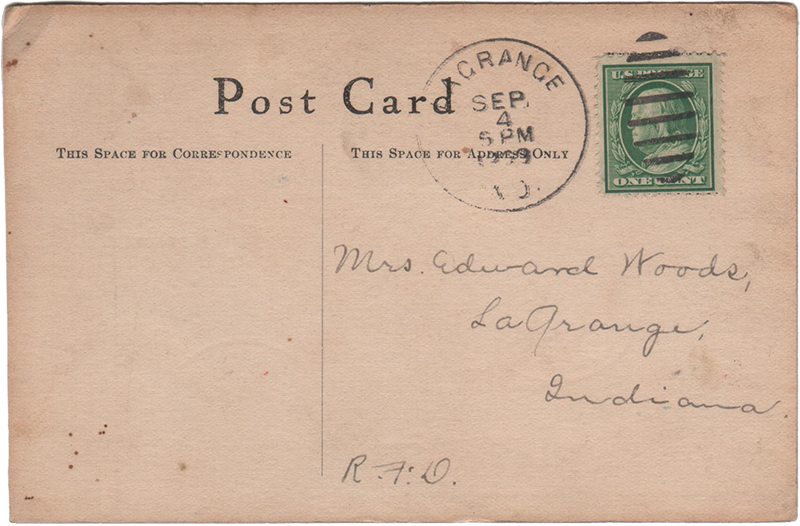 Post Card
THIS SPACE FOR CORRESPONDENCE
THIS SPACE FOR ADDRESS ONLY
AGRANGE
SEP.
4
5 PM
U.S. POSTAGE
ONE CENT
Mrs. Edward Woods,
LaGrange,
Indiana.
R.F.D.